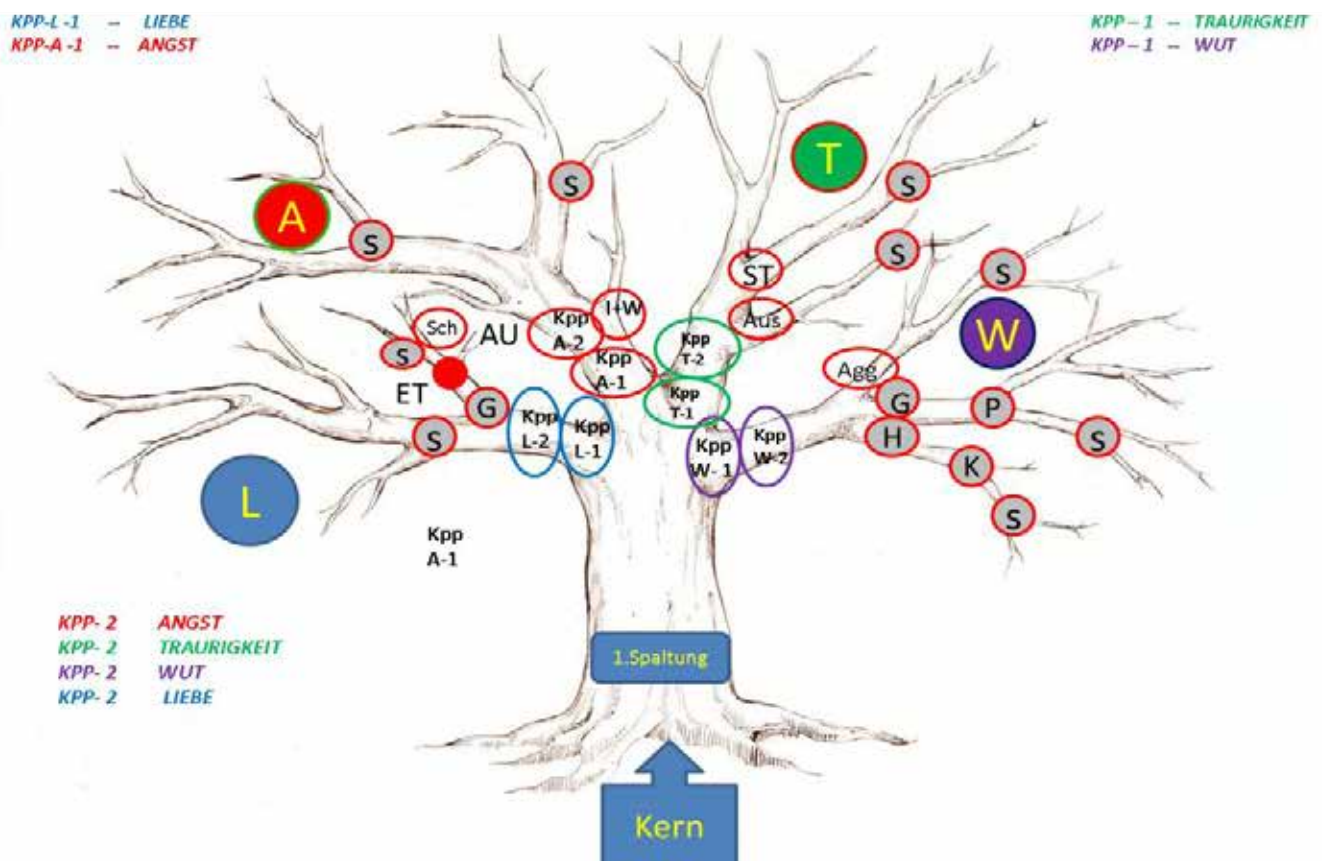 KPP-L -1 -- LIEBE
KPP-A -1 -- ANGST
KPP – 1 -- TRAURIGKEIT
KPP – 1 -- WUT
T
S
S
A
S
S
ST
S
I+W
Aus
W
Sch
AU
Kpp
A-2
Kpp
T-2
S
ET
Kpp
A-1
Agg
Kpp
T-1
G
G
P
S
Kpp
L-2
Kpp
L-1
Kpp
W- 1
Kpp
W-2
H
S
K
L
S
Kpp
A-1
KPP- 2 ANGST
KPP- 2 TRAURIGKEIT
KPP- 2 WUT
KPP- 2 LIEBE
1.Spaltung
Kern